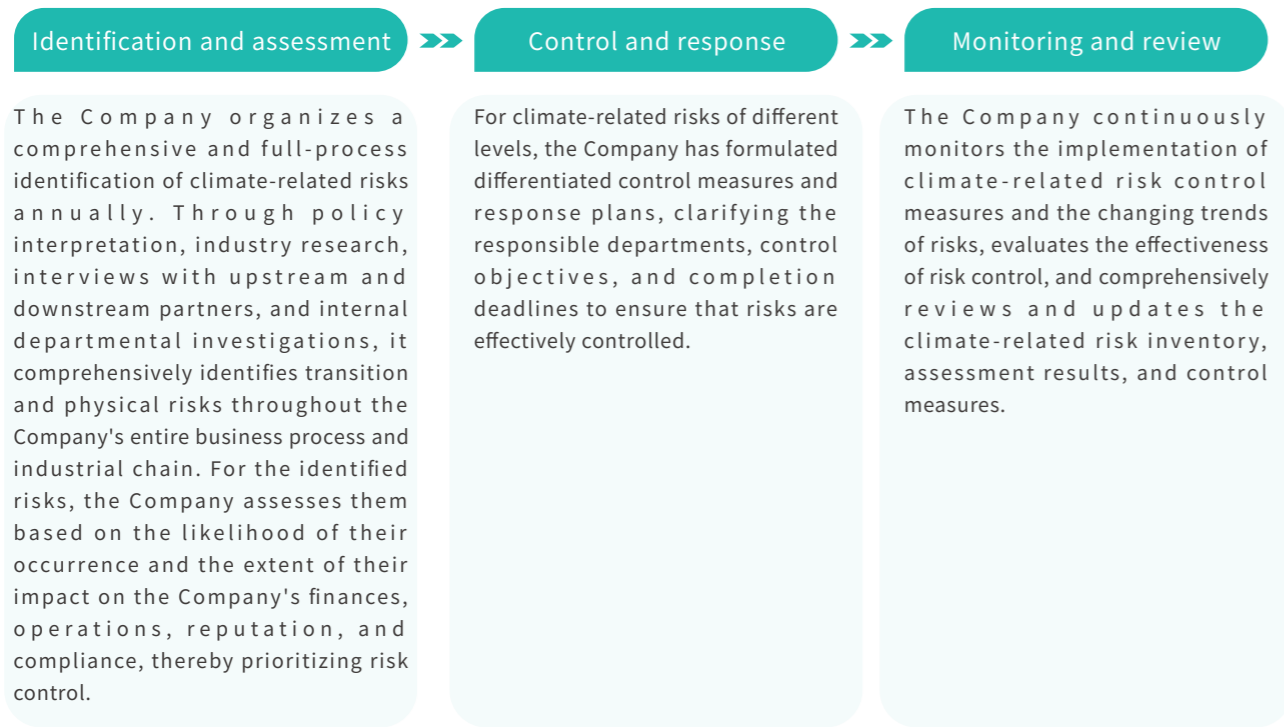 Identification and assessment
The Company organizes a
comprehensive and full-process
identification of climate-related risks
annually. Through policy
interpretation, industry research,
interviews with upstream and
downstream partners, and internal
departmental investigations, it
comprehensively identifies transition
and physical risks throughout the
Company's entire business process and
industrial chain. For the identified
risks, the Company assesses them
based on the likelihood of their
occurrence and the extent of their
impact on the Company's finances,
operations, reputation, and
compliance, thereby prioritizing risk
control.
Control and response
For climate-related risks of different
levels, the Company has formulated
differentiated control measures and
response plans, clarifying the
responsible departments, control
objectives, and completion
deadlines to ensure that risks are
effectively controlled.
Monitoring and review
The Company continuously
monitors the implementation of
climate-related risk control
measures and the changing trends
of risks, evaluates the effectiveness
of risk control, and comprehensively
reviews and updates the
climate-related risk inventory,
assessment results, and control
measures.